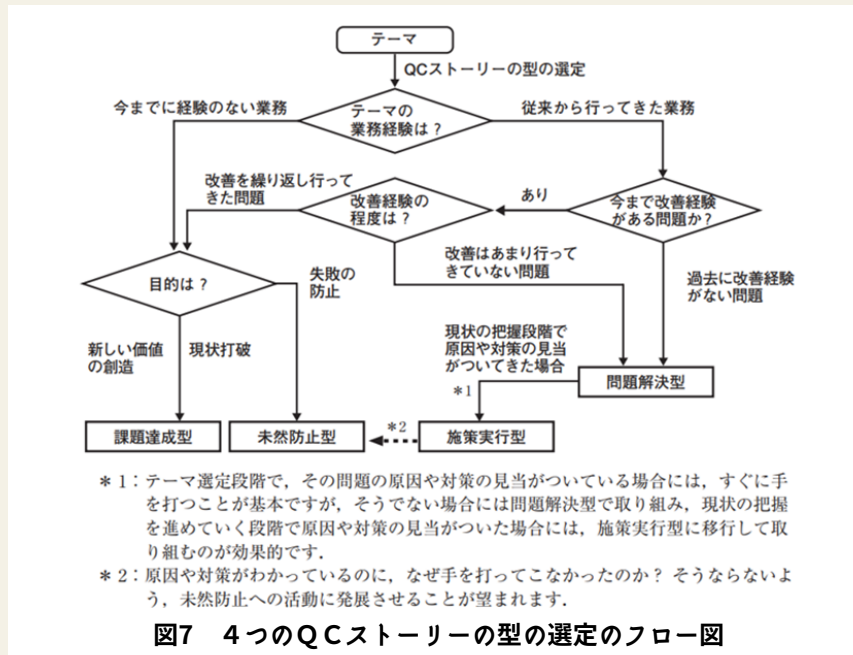 テーマ
QCストーリーの型の選定
今までに経験のない業務
テーマの
業務経験は？
従来から行ってきた業務
改善を繰り返し行って
きた問題
改善経験の
程度は？
あり
今まで改善経験
がある問題か？
目的は？
失敗の
防止
改善はあまり行って
きていない問題
過去に改善経験
がない問題
新しい価値
の創造
現状打破
現状の把握段階で
原因や対策の見当
がついてきた場合
＊1
問題解決型
課題達成型
未然防止型
＊2
施策実行型
＊1：テーマ選定段階で，その問題の原因や対策の見当がついている場合には，すぐに手
を打つことが基本ですが，そうでない場合には問題解決型で取り組み，現状の把握
を進めていく段階で原因や対策の見当がついた場合には，施策実行型に移行して取
り組むのが効果的です．
＊2：原因や対策がわかっているのに，なぜ手を打ってこなかったのか？ そうならないよ
う，未然防止への活動に発展させることが望まれます．
図7　４つのＱＣストーリーの型の選定のフロー図